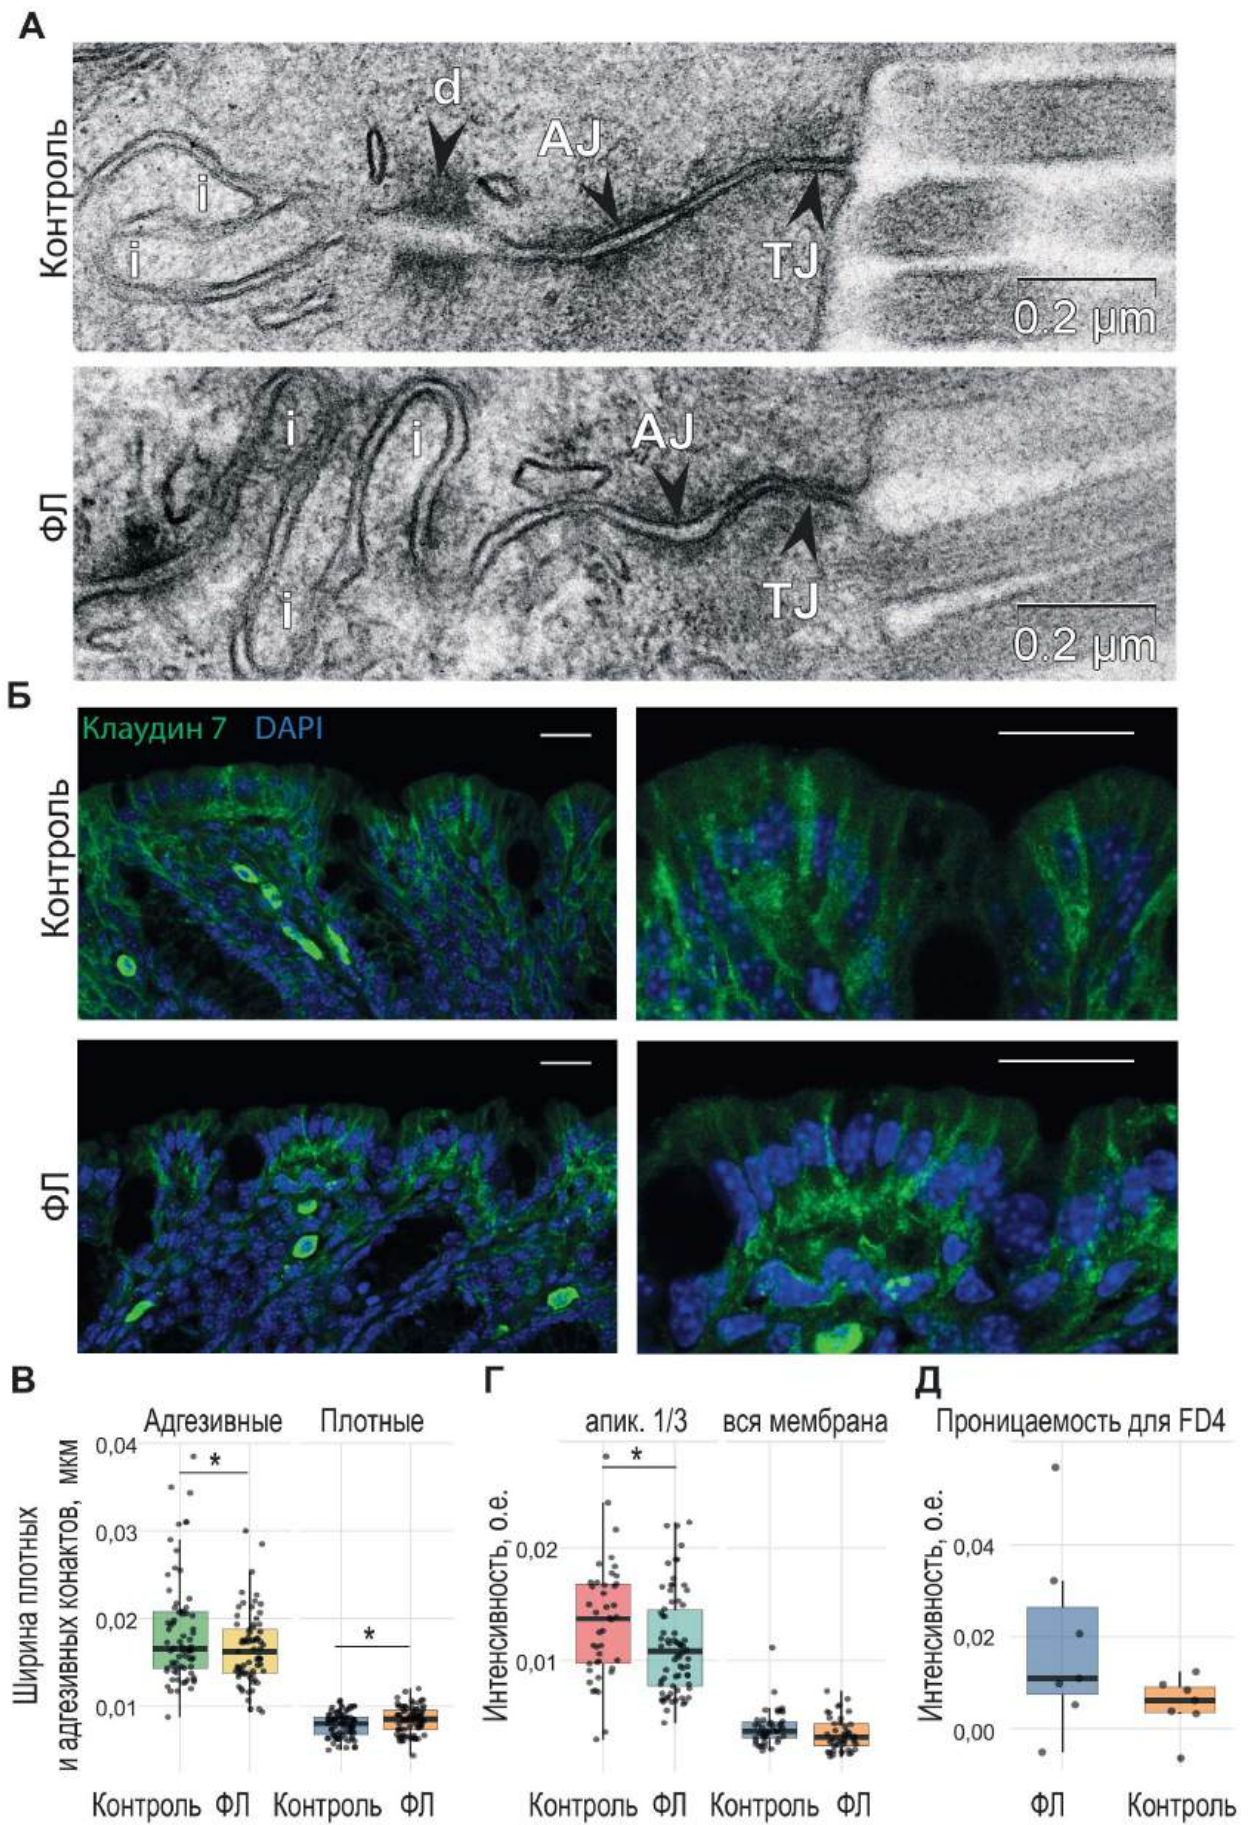 А
Контроль
d
AJ
i
i
TJ
0.2 µm
ФЛ
i
i
AJ
i
TJ
0.2 µm
Б
Контроль
Клаудин 7 DAPI
ФЛ
В
Адгезивные Плотные
Ширина плотных
и адгезивных конактов, мкм
0,04
*
0,03
0,02
*
0,01
Контроль ФЛ Контроль ФЛ
Г
апик. 1/3 вся мембрана
Интенсивность, о.е.
*
0,02
0,01
Контроль ФЛ Контроль ФЛ
Д
Проницаемость для FD4
Интенсивность, о.е.
0,04
0,02
0,00
ФЛ Контроль